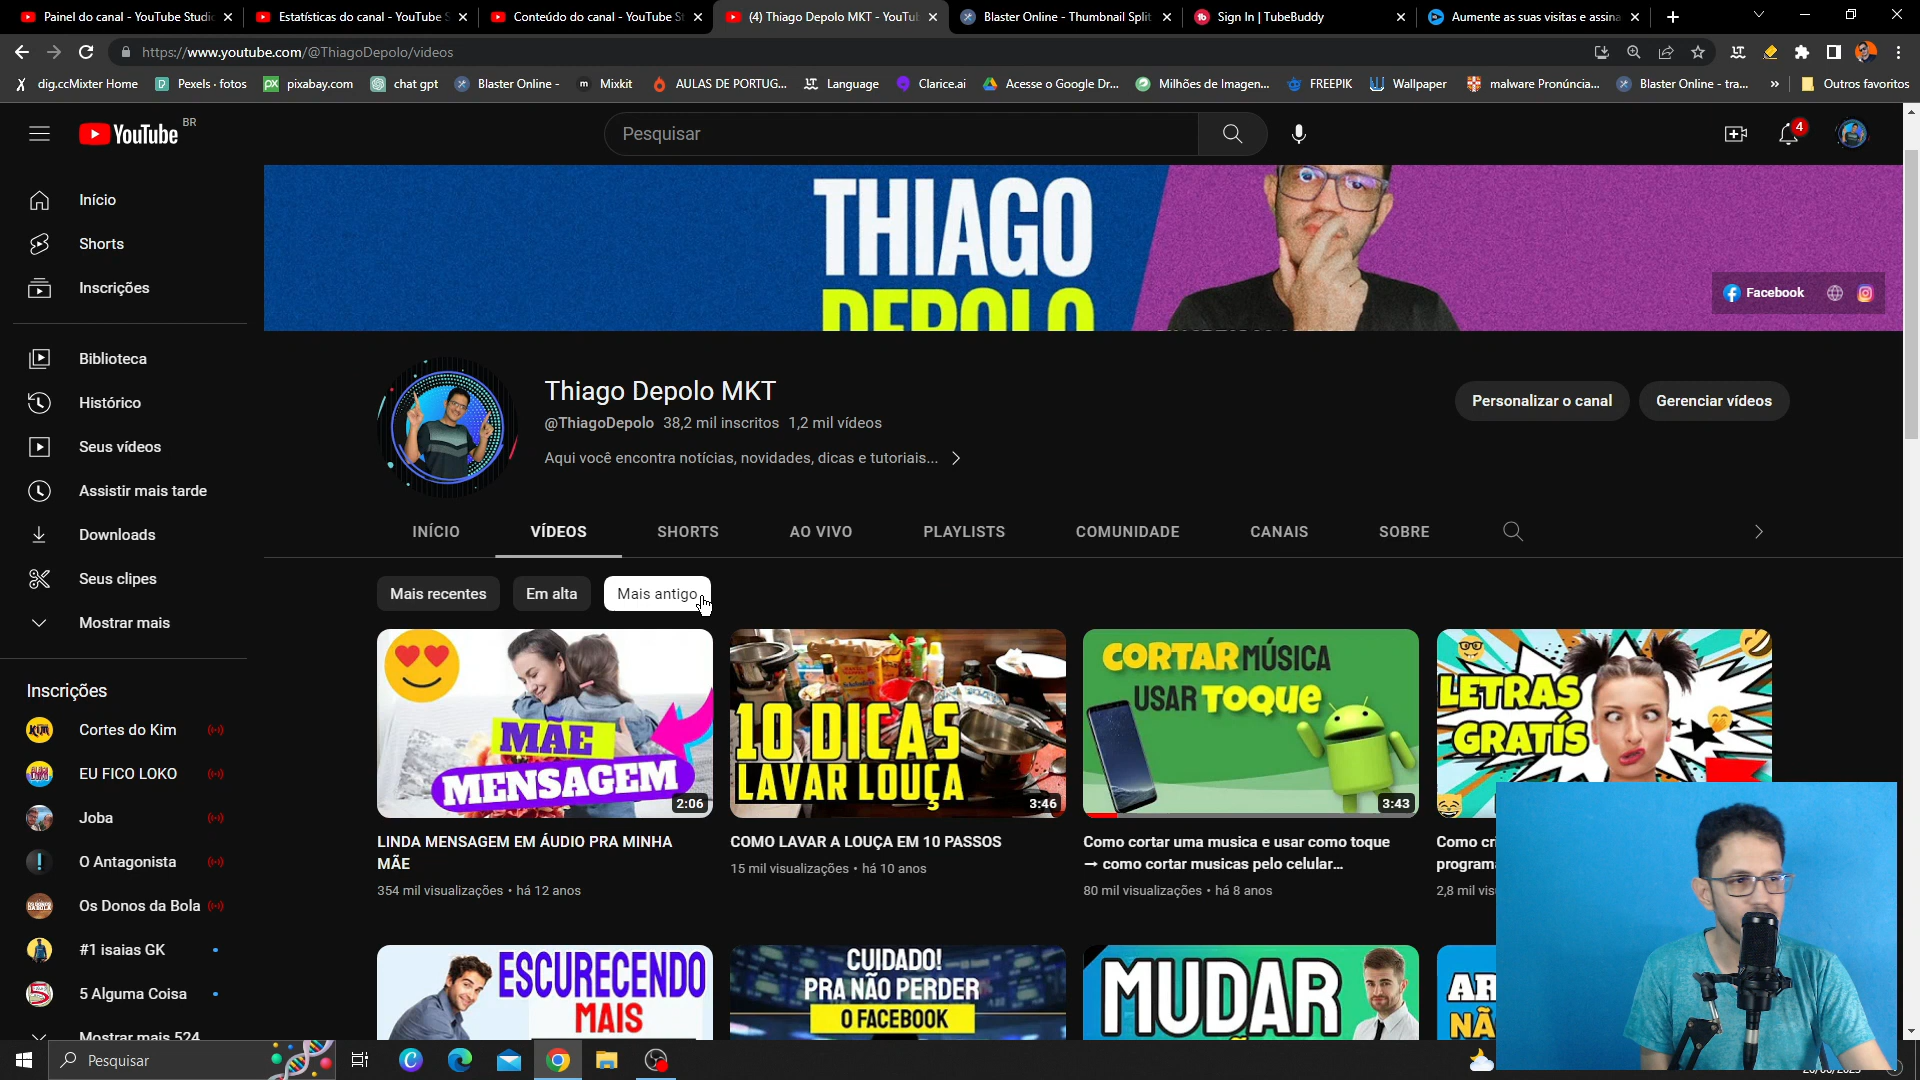 Painel do canal - YouTube Studi
Estatísticas do canal - YouTube S
Conteúdo do canal - YouTube St
(4) Thiago Depolo MKT - YouTu
Blaster Online - Thumbnail Split
Sign In | TubeBuddy
Aumente as suas visitas e assina
https://www.youtube.com/@ThiagoDepolo/videos
dig.ccMixter Home
Pexels · fotos
pixabay.com
chat gpt
Blaster Online -
Mixkit
AULAS DE PORTUG...
Language
Clarice.ai
Acesse o Google Dr...
Milhões de Imagen...
FREEPIK
Wallpaper
malware Pronúncia...
Blaster Online - tra...
Outros favoritos
YouTube BR
Pesquisar
4
Início
Shorts
Inscrições
Biblioteca
Histórico
Seus vídeos
Assistir mais tarde
Downloads
Seus clipes
Mostrar mais
Inscrições
Cortes do Kim
EU FICO LOKO
Joba
O Antagonista
Os Donos da Bola
#1 isaias GK
5 Alguma Coisa
Mostrar mais 524
THIAGO
DEPOLO
Facebook
Thiago Depolo MKT
@ThiagoDepolo 38,2 mil inscritos 1,2 mil vídeos
Aqui você encontra notícias, novidades, dicas e tutoriais...
Personalizar o canal
Gerenciar vídeos
INÍCIO
VÍDEOS
SHORTS
AO VIVO
PLAYLISTS
COMUNIDADE
CANAIS
SOBRE
Mais recentes
Em alta
Mais antigo
MÃE
MENSAGEM
2:06
LINDA MENSAGEM EM ÁUDIO PRA MINHA
MÃE
354 mil visualizações • há 12 anos
10 DICAS
LAVAR LOUÇA
3:46
COMO LAVAR A LOUÇA EM 10 PASSOS
15 mil visualizações • há 10 anos
CORTAR MÚSICA
USAR TOQUE
3:43
Como cortar uma musica e usar como toque
→ como cortar musicas pelo celular...
80 mil visualizações • há 8 anos
LETRAS
GRATÍS
Como cr
program
2,8 mil vis
ESCURECENDO
MAIS
CUIDADO!
PRA NÃO PERDER
O FACEBOOK
MUDAR
Pesquisar